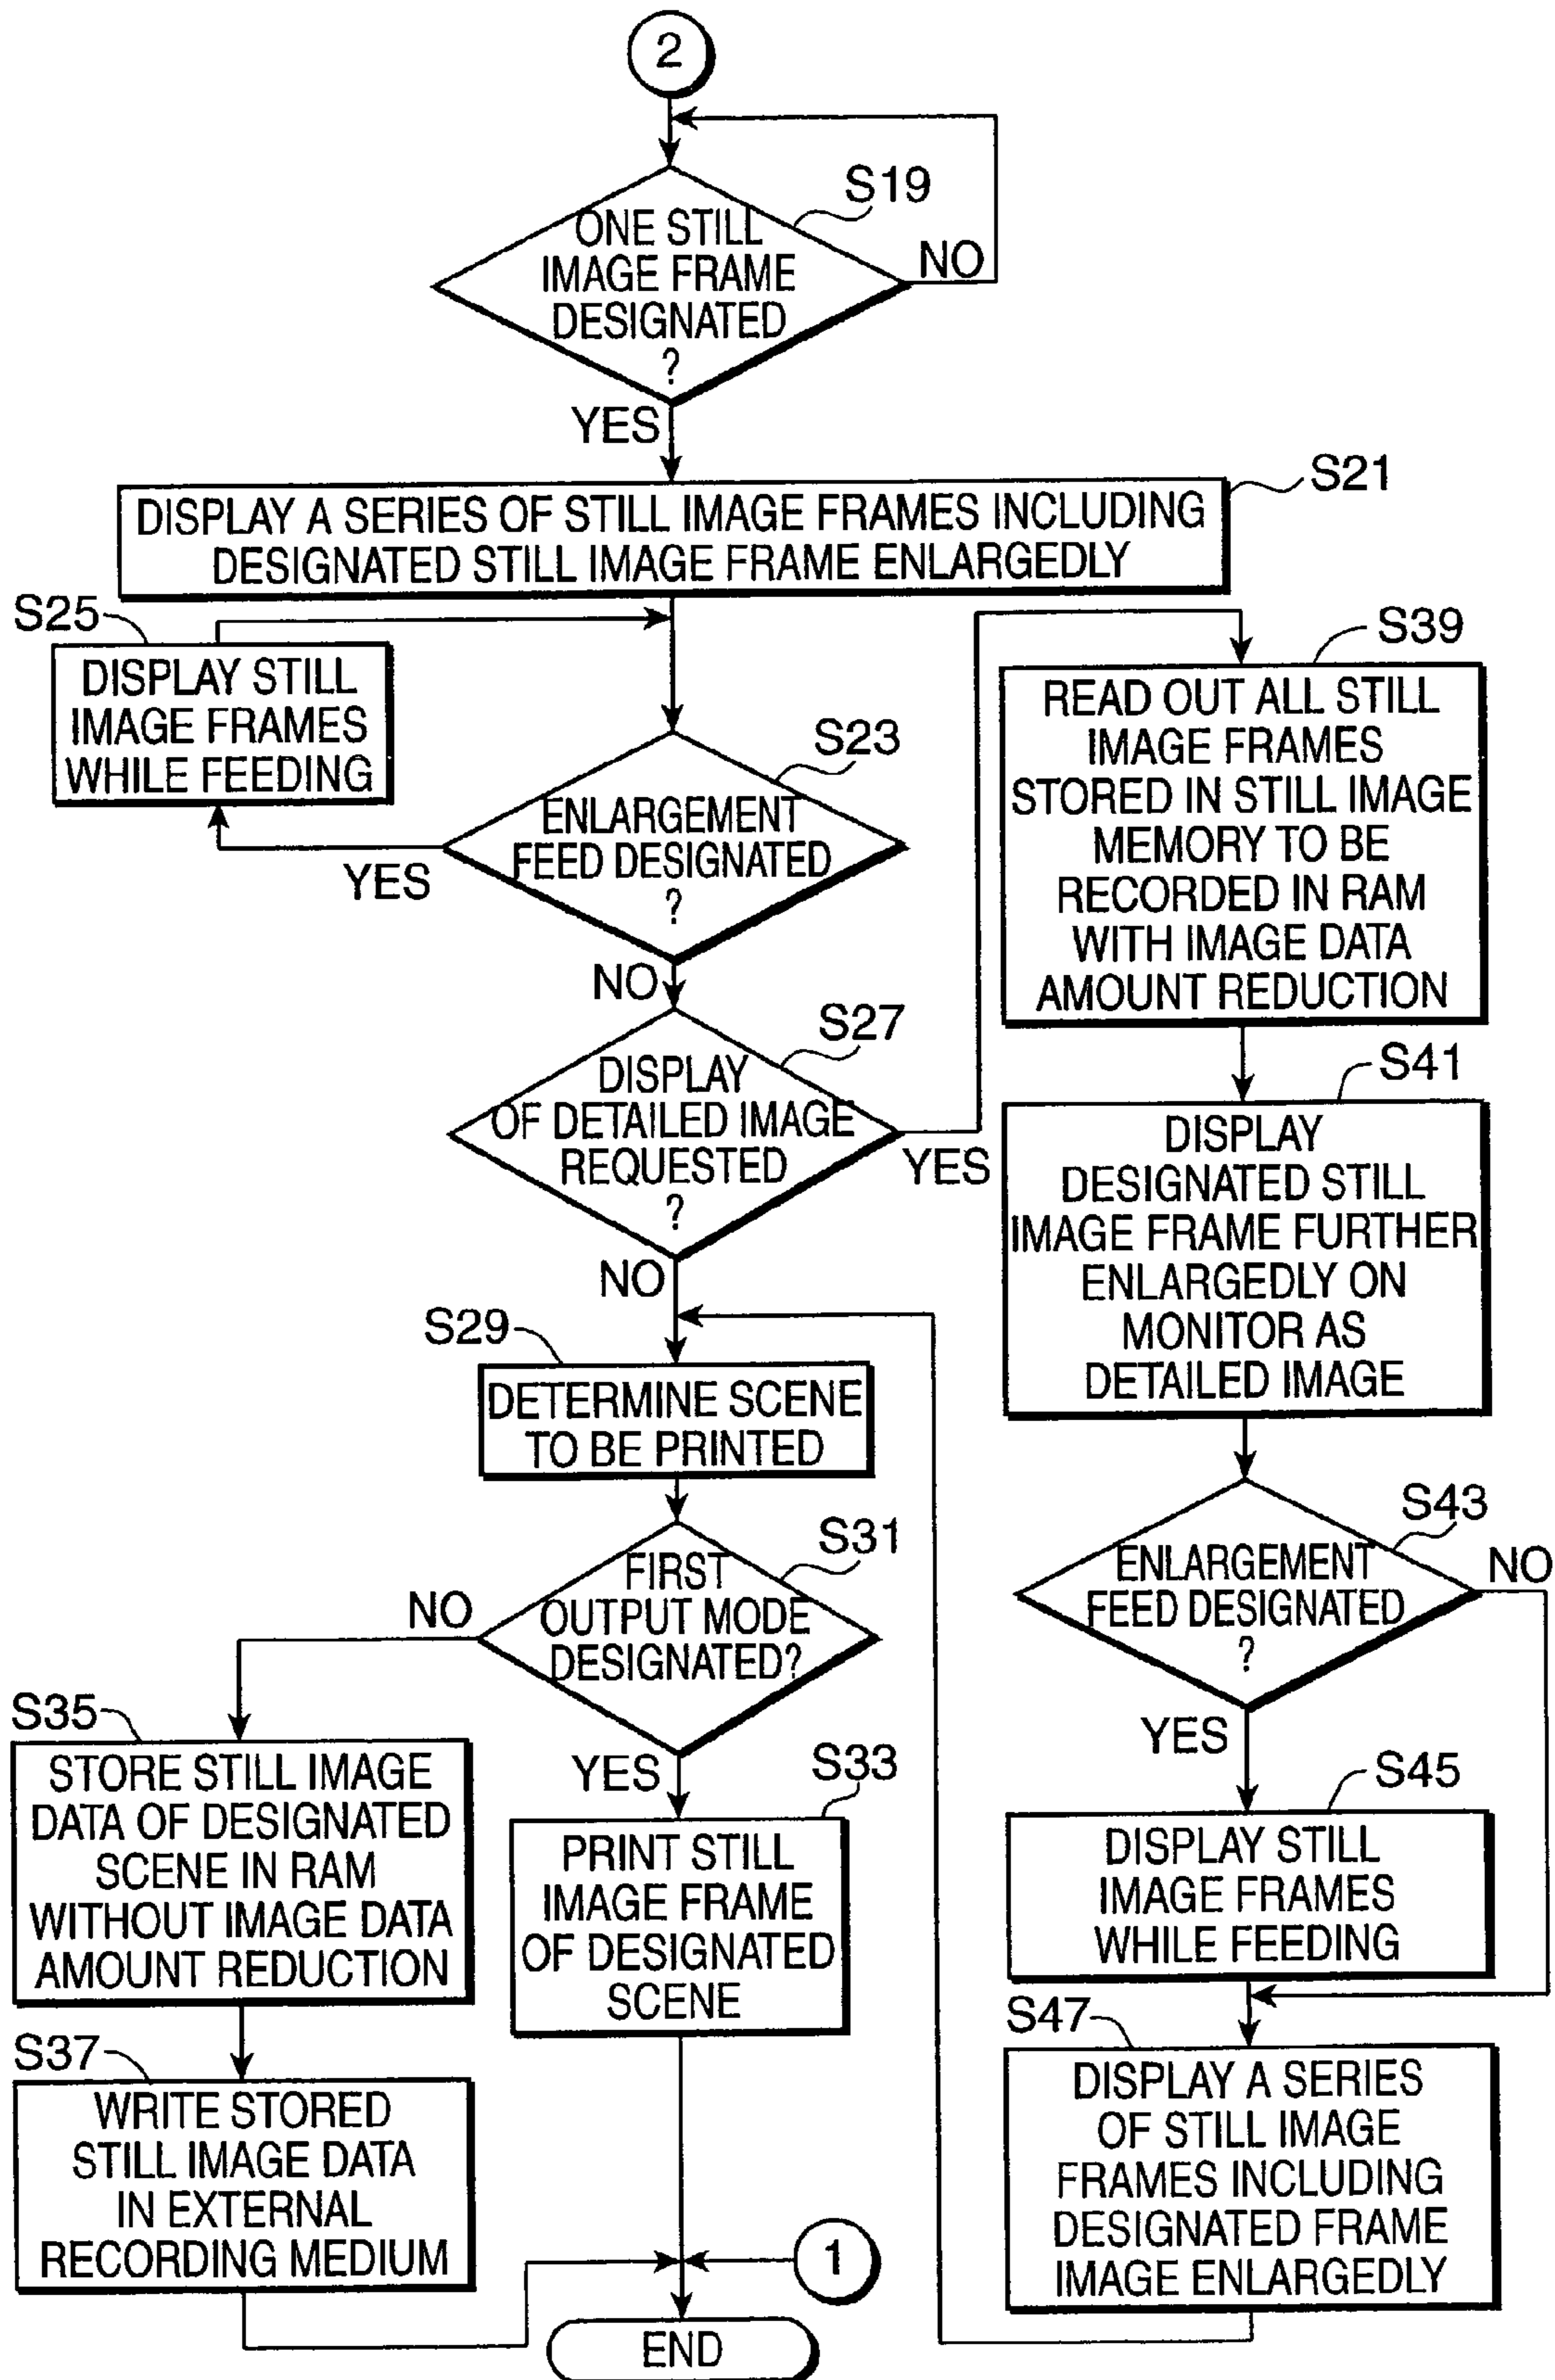 2
S19
ONE STILL
IMAGE FRAME
DESIGNATED
?
NO
YES
S21
DISPLAY A SERIES OF STILL IMAGE FRAMES INCLUDING
DESIGNATED STILL IMAGE FRAME ENLARGEDLY
S25
DISPLAY STILL
IMAGE FRAMES
WHILE FEEDING
S23
ENLARGEMENT
FEED DESIGNATED
?
YES
NO
S27
DISPLAY
OF DETAILED IMAGE
REQUESTED
?
YES
NO
S29
DETERMINE SCENE
TO BE PRINTED
S31
FIRST
OUTPUT MODE
DESIGNATED?
NO
YES
S35
STORE STILL IMAGE
DATA OF DESIGNATED
SCENE IN RAM
WITHOUT IMAGE DATA
AMOUNT REDUCTION
S37
WRITE STORED
STILL IMAGE DATA
IN EXTERNAL
RECORDING MEDIUM
S33
PRINT STILL
IMAGE FRAME
OF DESIGNATED
SCENE
1
END
S39
READ OUT ALL STILL
IMAGE FRAMES
STORED IN STILL IMAGE
MEMORY TO BE
RECORDED IN RAM
WITH IMAGE DATA
AMOUNT REDUCTION
S41
DISPLAY
DESIGNATED STILL
IMAGE FRAME FURTHER
ENLARGEDLY ON
MONITOR AS
DETAILED IMAGE
S43
ENLARGEMENT
FEED DESIGNATED
?
NO
YES
S45
DISPLAY STILL
IMAGE FRAMES
WHILE FEEDING
S47
DISPLAY A SERIES
OF STILL IMAGE
FRAMES INCLUDING
DESIGNATED FRAME
IMAGE ENLARGEDLY